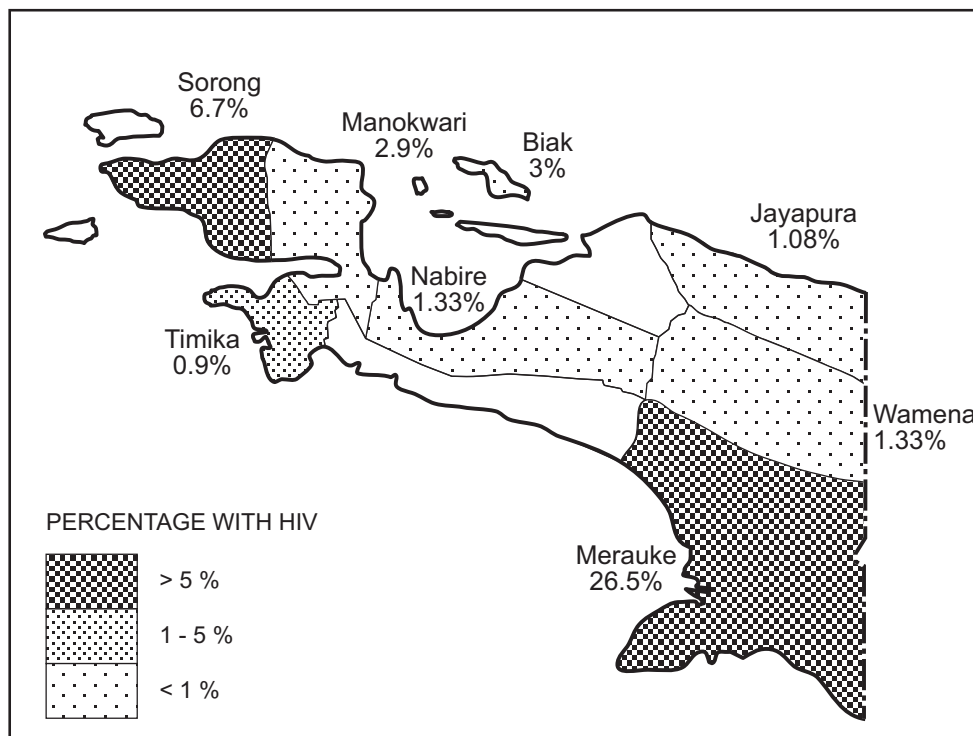 Sorong
6.7%
Manokwari
2.9%
Biak
3%
Jayapura
1.08%
Nabire
1.33%
Timika
0.9%
Wamena
1.33%
Merauke
26.5%
PERCENTAGE WITH HIV
> 5 %
1 - 5 %
< 1 %